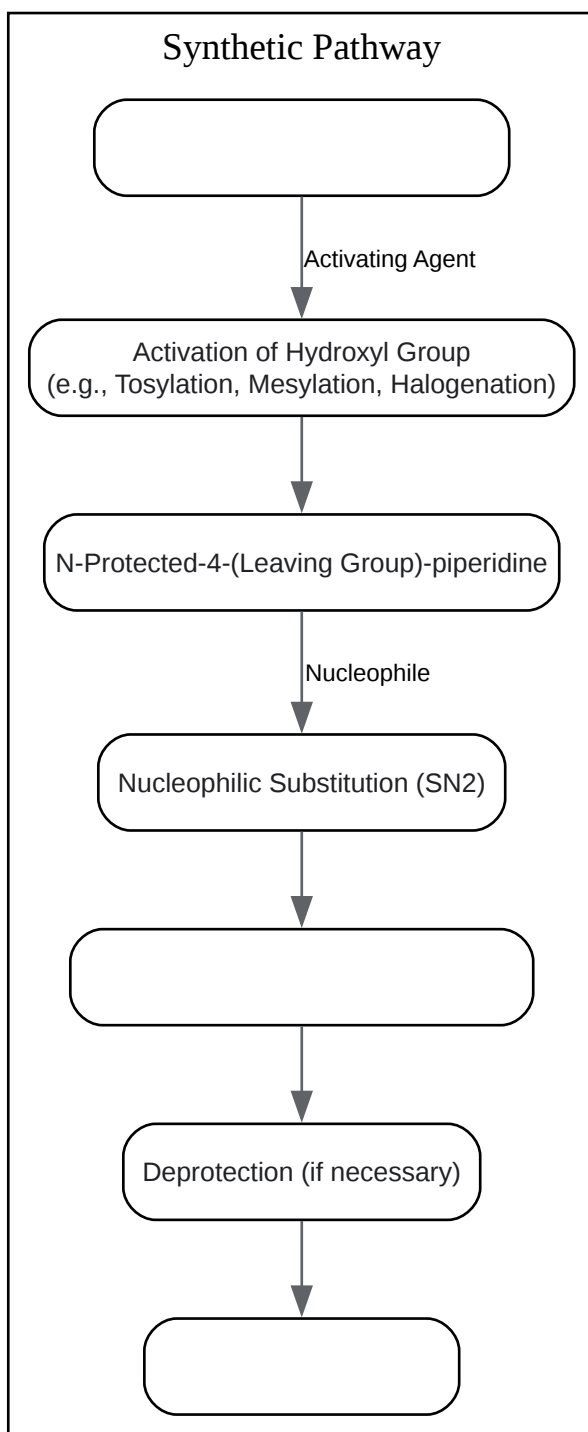 Synthetic Pathway
Activating Agent
Activation of Hydroxyl Group
(e.g., Tosylation, Mesylation, Halogenation)
N-Protected-4-(Leaving Group)-piperidine
Nucleophile
Nucleophilic Substitution (SN2)
Deprotection (if necessary)